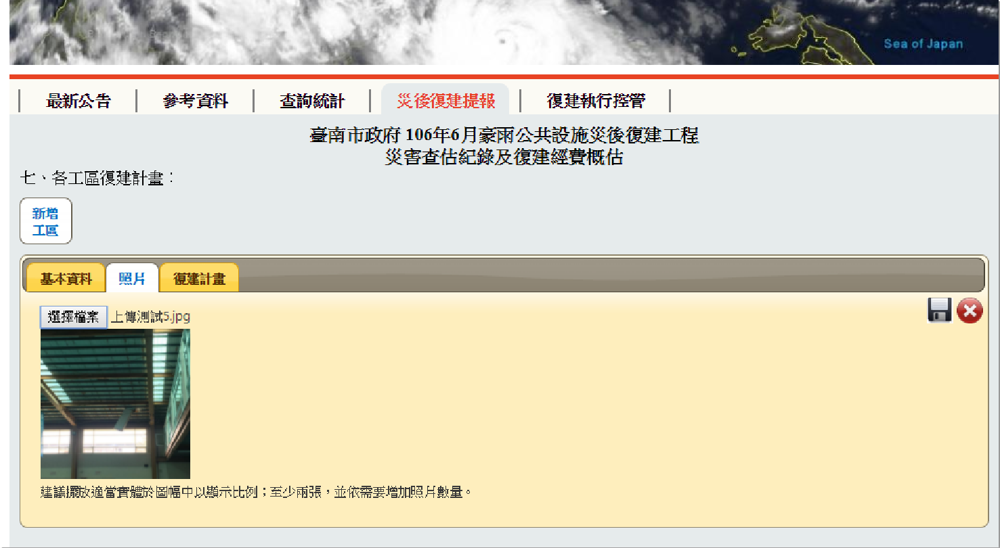 Sea of Japan
最新公告
參考資料
查詢統計
災後復建提報
復建執行控管
臺南市政府 106年6月豪雨公共設施災後復建工程
災害查估紀錄及復建經費概估
七、各工區復建計畫：
新增
工區
基本資料
照片
復建計畫
選擇檔案 上傳測試5.jpg
建議擺放適當實體於圖幅中以顯示比例；至少兩張，並依需要增加照片數量。